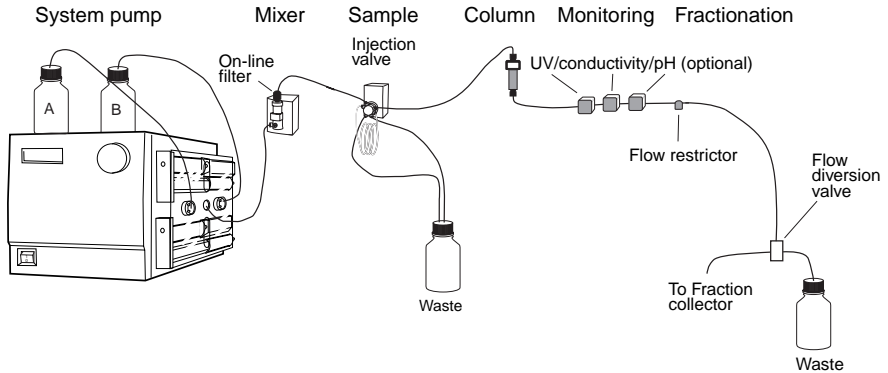 System pump
Mixer
Sample
Column
Monitoring
Fractionation
On-line
filter
Injection
valve
UV/conductivity/pH (optional)
A
B
Flow restrictor
Flow
diversion
valve
To Fraction
collector
Waste
Waste